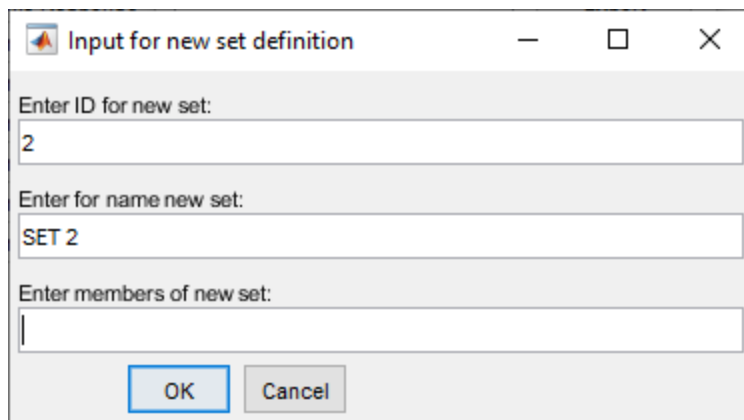 Input for new set definition
Enter ID for new set:
2
Enter for name new set:
SET 2
Enter members of new set:
OK Cancel